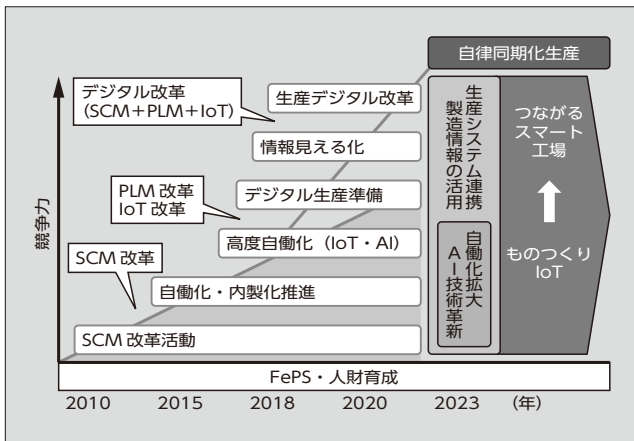 自律同期化生産
デジタル改革
（SCM＋PLM＋IoT）
生産デジタル改革
情報見える化
PLM 改革
IoT 改革
デジタル生産準備
高度自動化（IoT・AI）
SCM 改革
自働化・内製化推進
SCM 改革活動
生産システム連携
製造情報の活用
自働化拡大
AI技術革新
つながる
スマート
工場
ものつくり
IoT
競争力
FePS・人財育成
2010
2015
2018
2020
2023
（年）